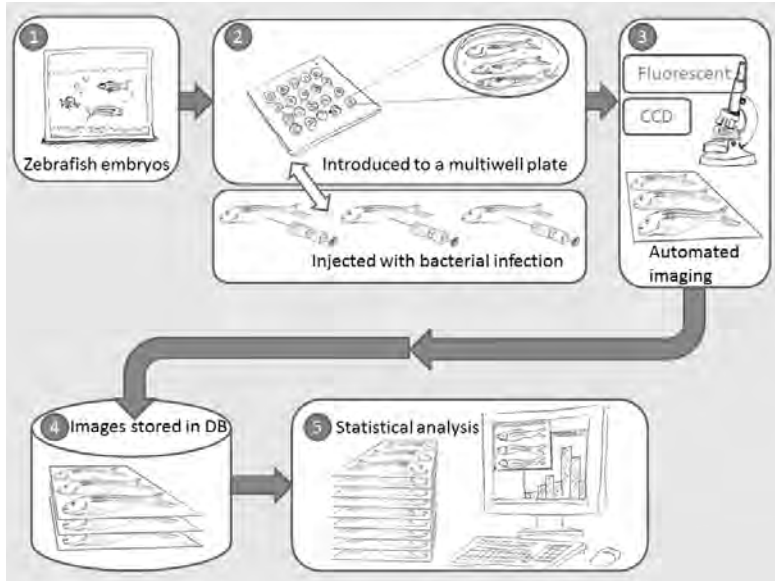 1
Zebrafish embryos
2
Introduced to a multiwell plate
Injected with bacterial infection
3
Fluorescent
CCD
Automated
imaging
4 Images stored in DB
5 Statistical analysis